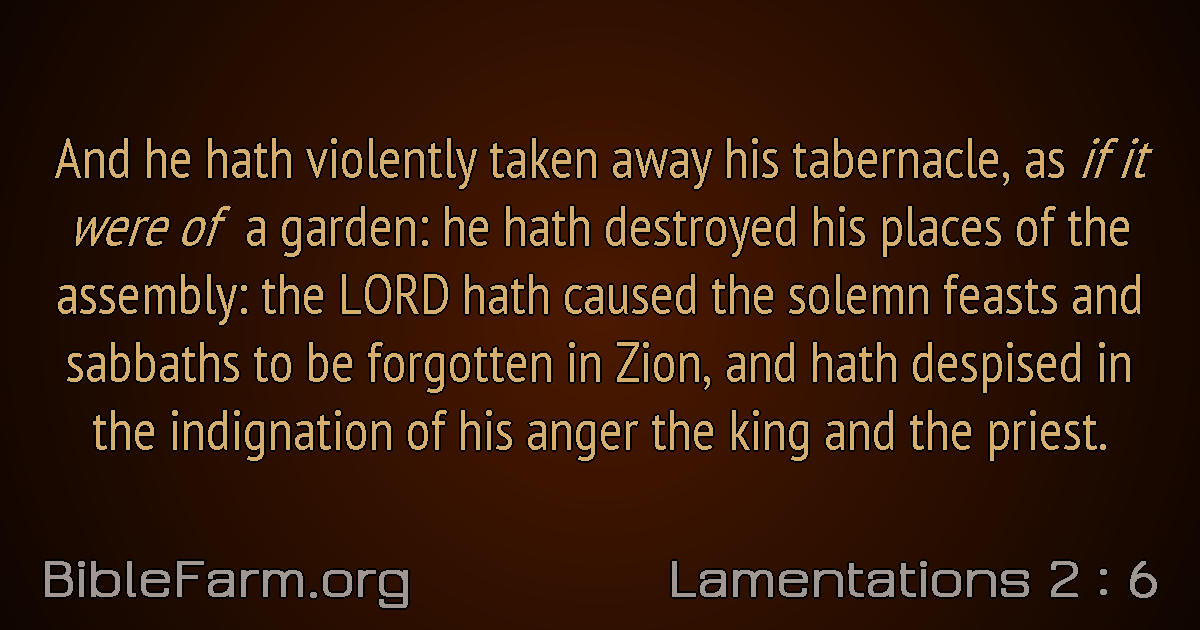 And he hath violently taken away his tabernacle, as if it
were of a garden: he hath destroyed his places of the
assembly: the LORD hath caused the solemn feasts and
sabbaths to be forgotten in Zion, and hath despised in
the indignation of his anger the king and the priest.
BibleFarm.org
Lamentations 2 : 6